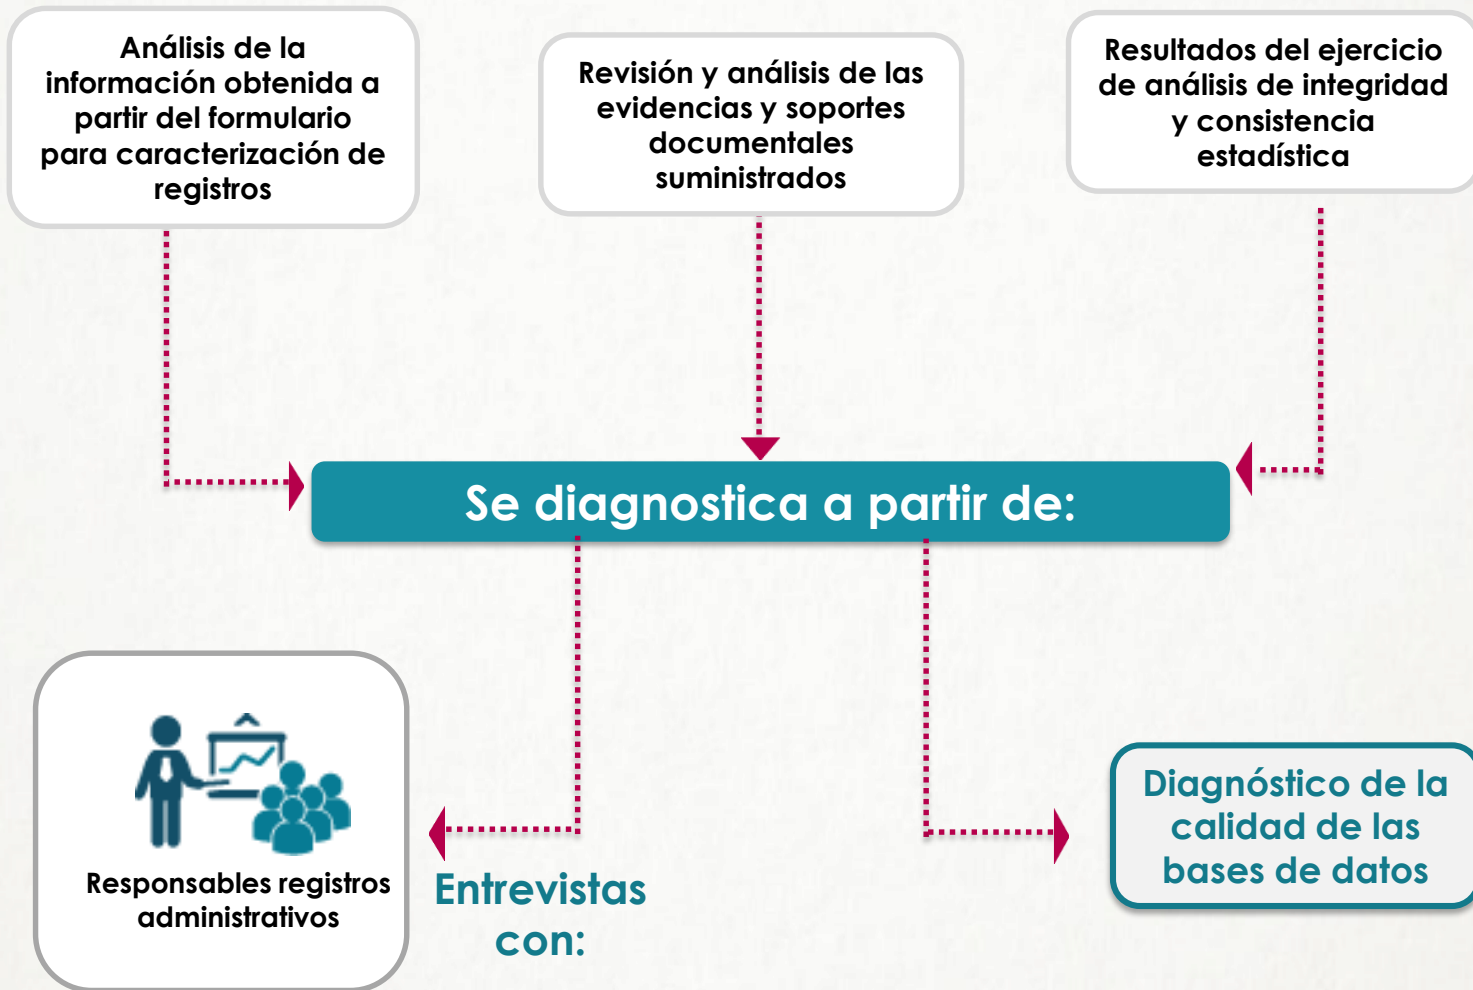 Análisis de la
información obtenida a
partir del formulario
para caracterización de
registros
Revisión y análisis de las
evidencias y soportes
documentales
suministrados
Resultados del ejercicio
de análisis de integridad
y consistencia
estadística
Se diagnostica a partir de:
Responsables registros
administrativos
Entrevistas
con:
Diagnóstico de la
calidad de las
bases de datos